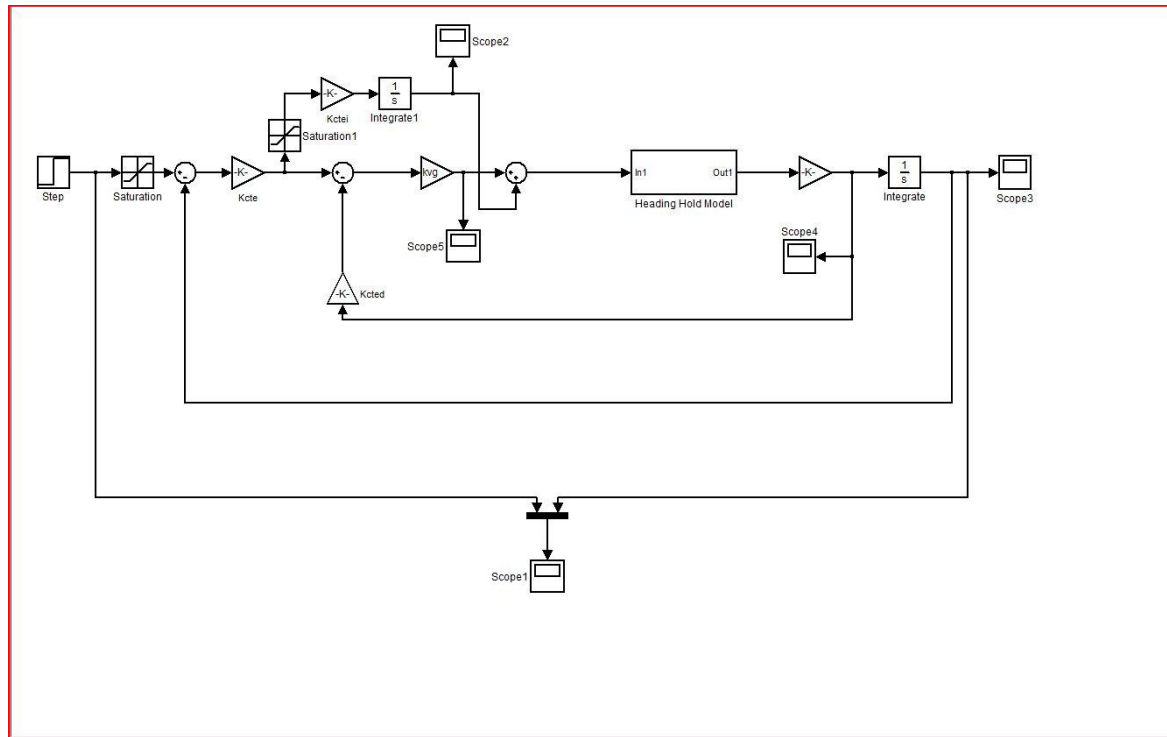 Scope2
-K-
1
s
Kctei
Integrate1
Saturation1
Step
Saturation
+
-
-K-
Kcte
+
-
kvg
+
+
In1
Out1
Heading Hold Model
-K-
1
s
Integrate
Scope3
Scope5
Scope4
-K-
Kcted
Scope1